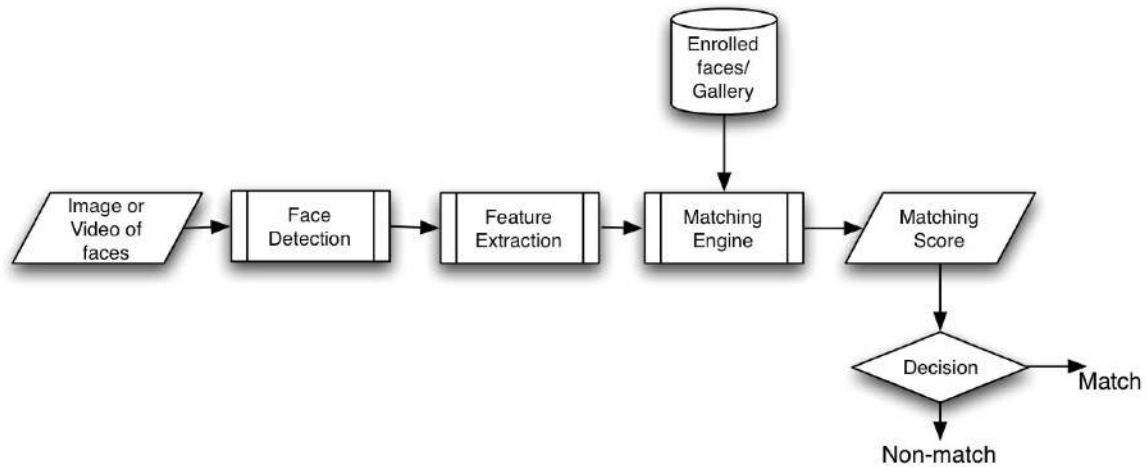 Enrolled
faces/
Gallery
Image or
Video of
faces
Face
Detection
Feature
Extraction
Matching
Engine
Matching
Score
Decision
Match
Non-match